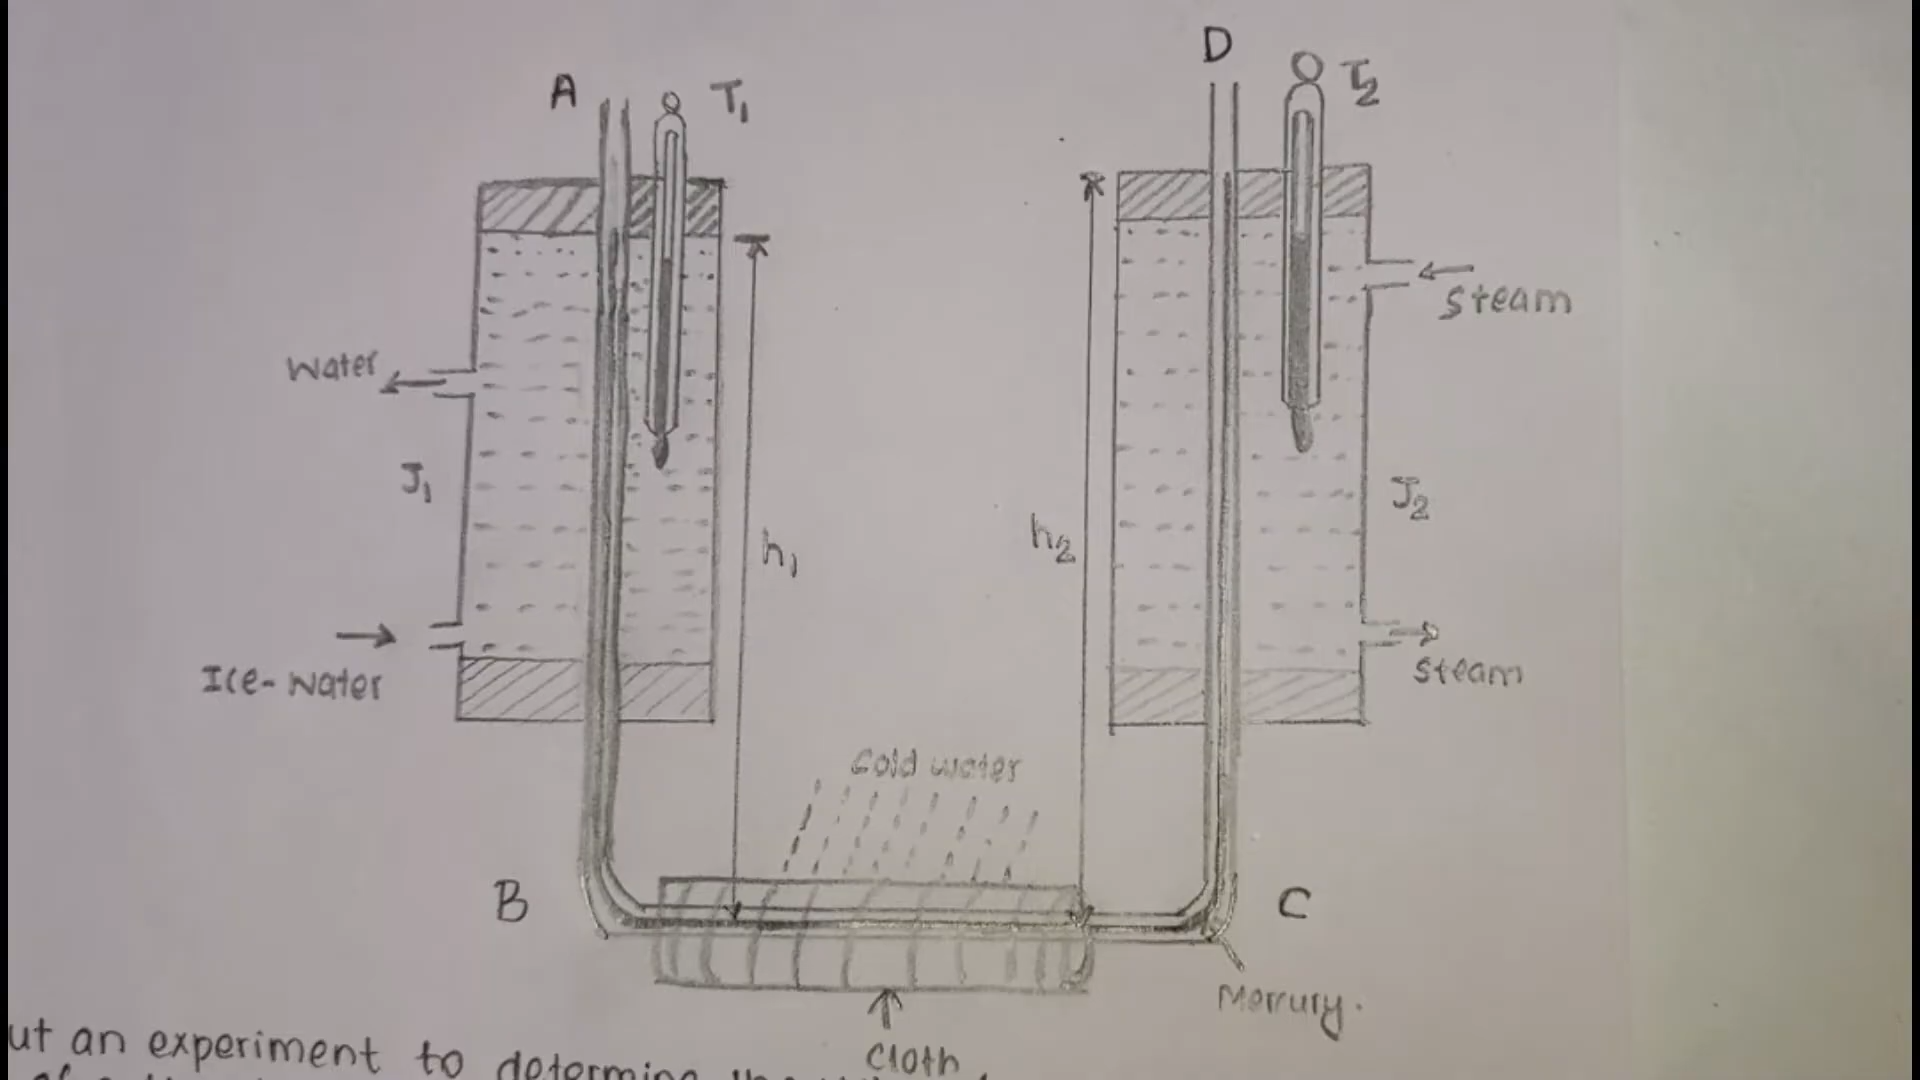 D
A
T1
T2
Steam
Water
J1
J2
h1
h2
Ice-water
Steam
Cold water
B
C
Mercury.
Cloth
ut an experiment to determine the